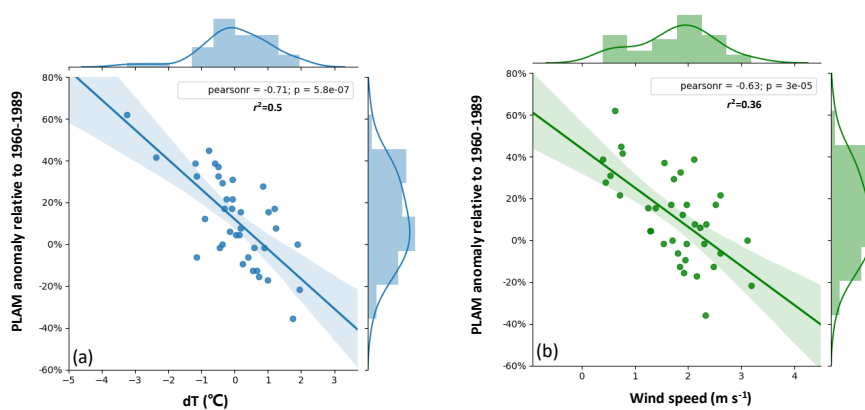 80%
60%
40%
20%
0%
-20%
-40%
-60%
PLAM anomaly relative to 1960-1989
pearsonr = -0.71; p = 5.8e-07
r²=0.5
(a)
−5 −4 −3 −2 −1 0 1 2 3
dT (℃)
80%
60%
40%
20%
0%
-20%
-40%
-60%
PLAM anomaly relative to 1960-1989
pearsonr = -0.63; p = 3e-05
r²=0.36
(b)
0 1 2 3 4
Wind speed (m s⁻¹)